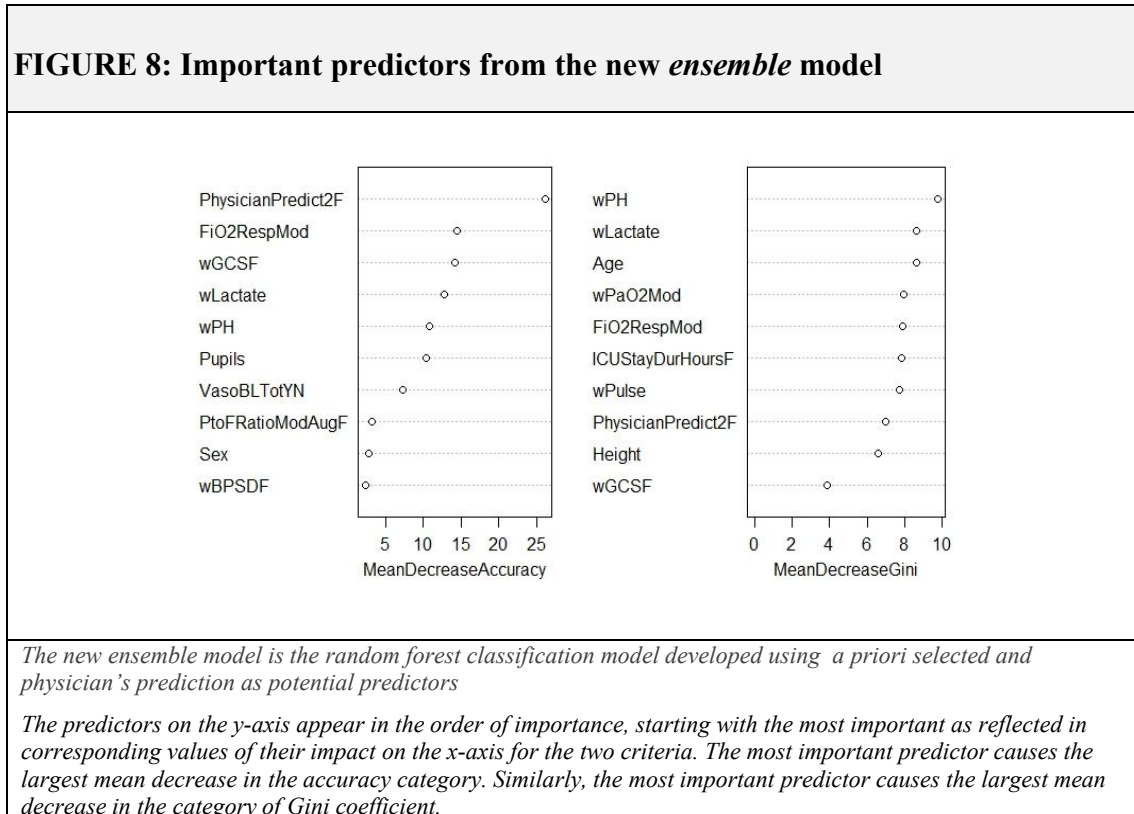 FIGURE 8: Important predictors from the new ensemble model
PhysicianPredict2F
FiO2RespMod
wGCSF
wLactate
wPH
Pupils
VasoBLTotYN
PtoFRatioModAugF
Sex
wBPSDF
5 10 15 20 25
MeanDecreaseAccuracy
wPH
wLactate
Age
wPaO2Mod
FiO2RespMod
ICUStayDurHoursF
wPulse
PhysicianPredict2F
Height
wGCSF
0 2 4 6 8 10
MeanDecreaseGini
The new ensemble model is the random forest classification model developed using a priori selected and
physician’s prediction as potential predictors
The predictors on the y-axis appear in the order of importance, starting with the most important as reflected in
corresponding values of their impact on the x-axis for the two criteria. The most important predictor causes the
largest mean decrease in the accuracy category. Similarly, the most important predictor causes the largest mean
decrease in the category of Gini coefficient.